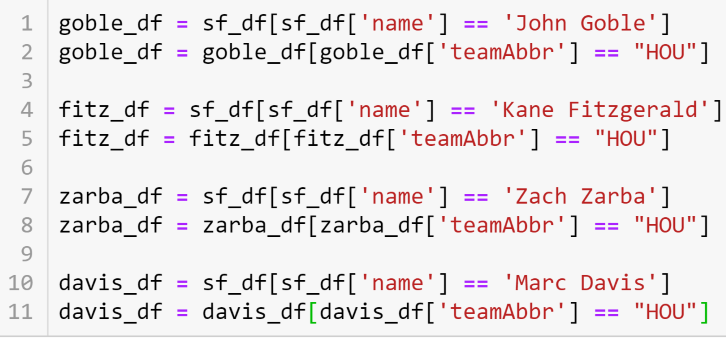 1 goble_df = sf_df[sf_df['name'] == 'John Goble']
2 goble_df = goble_df[goble_df['teamAbbr'] == "HOU"]
3
4 fitz_df = sf_df[sf_df['name'] == 'Kane Fitzgerald']
5 fitz_df = fitz_df[fitz_df['teamAbbr'] == "HOU"]
6
7 zarba_df = sf_df[sf_df['name'] == 'Zach Zarba']
8 zarba_df = zarba_df[zarba_df['teamAbbr'] == "HOU"]
9
10 davis_df = sf_df[sf_df['name'] == 'Marc Davis']
11 davis_df = davis_df[davis_df['teamAbbr'] == "HOU"]